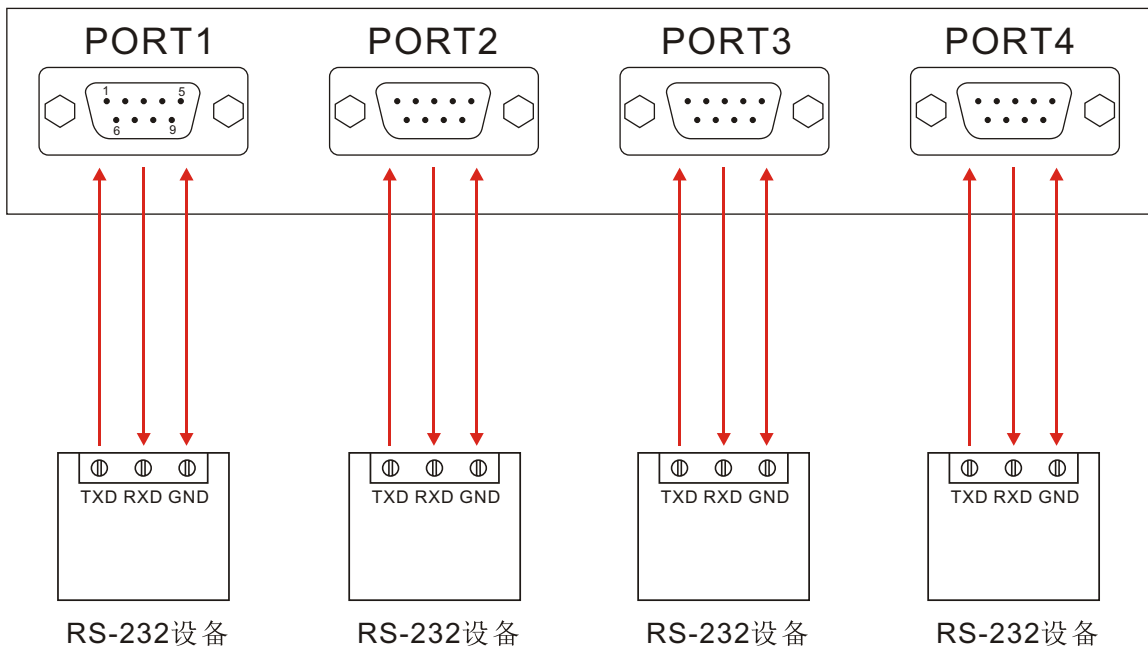 PORT1 PORT2 PORT3 PORT4
1 5
6 9
TXD RXD GND TXD RXD GND TXD RXD GND TXD RXD GND
RS-232设备 RS-232设备 RS-232设备 RS-232设备